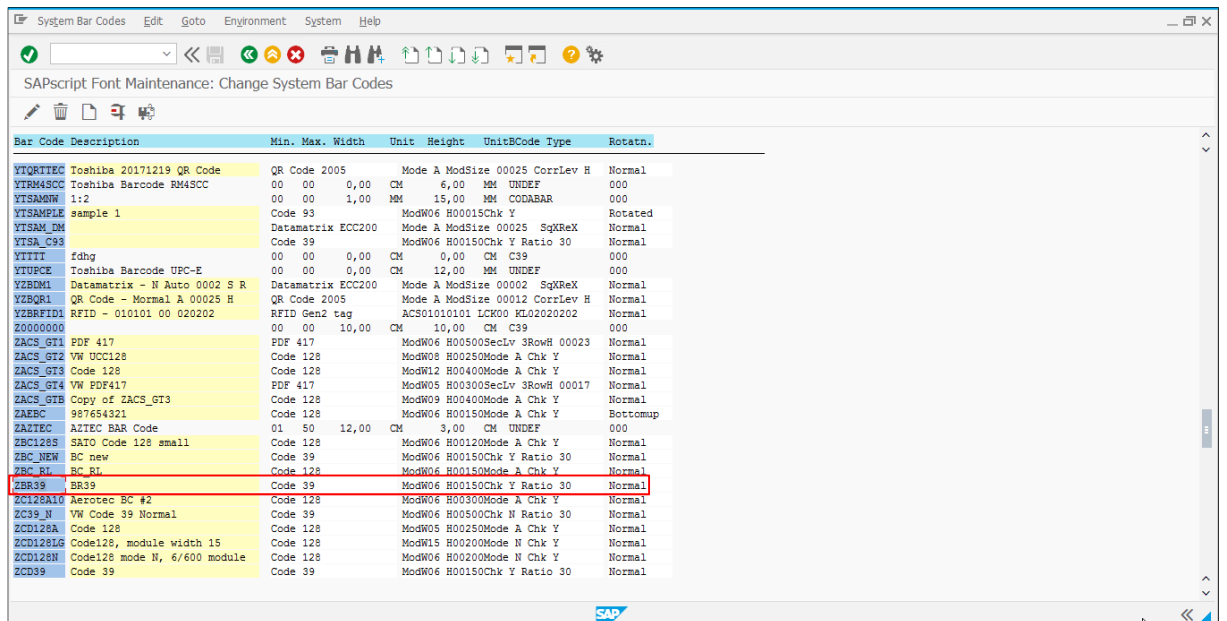 System Bar Codes Edit Goto Environment System Help
SAPscript Font Maintenance: Change System Bar Codes
Bar Code Description Min. Max. Width Unit Height UnitBCode Type Rotatn.
YTQRTTEC Toshiba 20171219 QR Code QR Code 2005 Mode A ModSize 00025 CorrLev H Normal
YTRM4SCC Toshiba Barcode RM4SCC 00 00 0,00 CM 6,00 MM UNDEF 000
YTSAMNW 1:2 00 00 1,00 MM 15,00 MM CODABAR 000
YTSAMPLE sample 1 Code 93 ModW06 H00015Chk Y Rotated
YTSAM_DM Datamatrix ECC200 Mode A ModSize 00025 SqXReX Normal
YTSA_C93 Code 39 ModW06 H00150Chk Y Ratio 30 Normal
YTTTT fdhg 00 00 0,00 CM 0,00 CM C39 000
YTUPCE Toshiba Barcode UPC-E 00 00 0,00 CM 12,00 MM UNDEF 000
YZBDM1 Datamatrix - N Auto 0002 S R Datamatrix ECC200 Mode A ModSize 00002 SqXReX Normal
YZBQR1 QR Code - Mormal A 00025 H QR Code 2005 Mode A ModSize 00012 CorrLev H Normal
YZBRFID1 RFID - 010101 00 020202 RFID Gen2 tag ACS01010101 LCK00 KL02020202 Normal
Z0000000 00 00 10,00 CM 10,00 CM C39 000
ZACS_GT1 PDF 417 PDF 417 ModW06 H00500SecLv 3RowH 00023 Normal
ZACS_GT2 VW UCC128 Code 128 ModW08 H00250Mode A Chk Y Normal
ZACS_GT3 Code 128 Code 128 ModW12 H00400Mode A Chk Y Normal
ZACS_GT4 VW PDF417 PDF 417 ModW05 H00300SecLv 3RowH 00017 Normal
ZACS_GTB Copy of ZACS_GT3 Code 128 ModW09 H00400Mode A Chk Y Normal
ZAEBC 987654321 Code 128 ModW06 H00150Mode A Chk Y Bottomup
ZAZTEC AZTEC BAR Code 01 50 12,00 CM 3,00 CM UNDEF 000
ZBC128S SATO Code 128 small Code 128 ModW06 H00120Mode A Chk Y Normal
ZBC_NEW BC new Code 39 ModW06 H00150Chk Y Ratio 30 Normal
ZBC_RL BC_RL Code 128 ModW06 H00150Mode A Chk Y Normal
ZBR39 BR39 Code 39 ModW06 H00150Chk Y Ratio 30 Normal
ZC128A10 Aerotec BC #2 Code 128 ModW06 H00300Mode A Chk Y Normal
ZC39_N VW Code 39 Normal Code 39 ModW06 H00500Chk N Ratio 30 Normal
ZCD128A Code 128 Code 128 ModW05 H00250Mode A Chk Y Normal
ZCD128LG Code128, module width 15 Code 128 ModW15 H00200Mode N Chk Y Normal
ZCD128N Code128 mode N, 6/600 module Code 128 ModW06 H00200Mode N Chk Y Normal
ZCD39 Code 39 Code 39 ModW06 H00150Chk Y Ratio 30 Normal
SAP